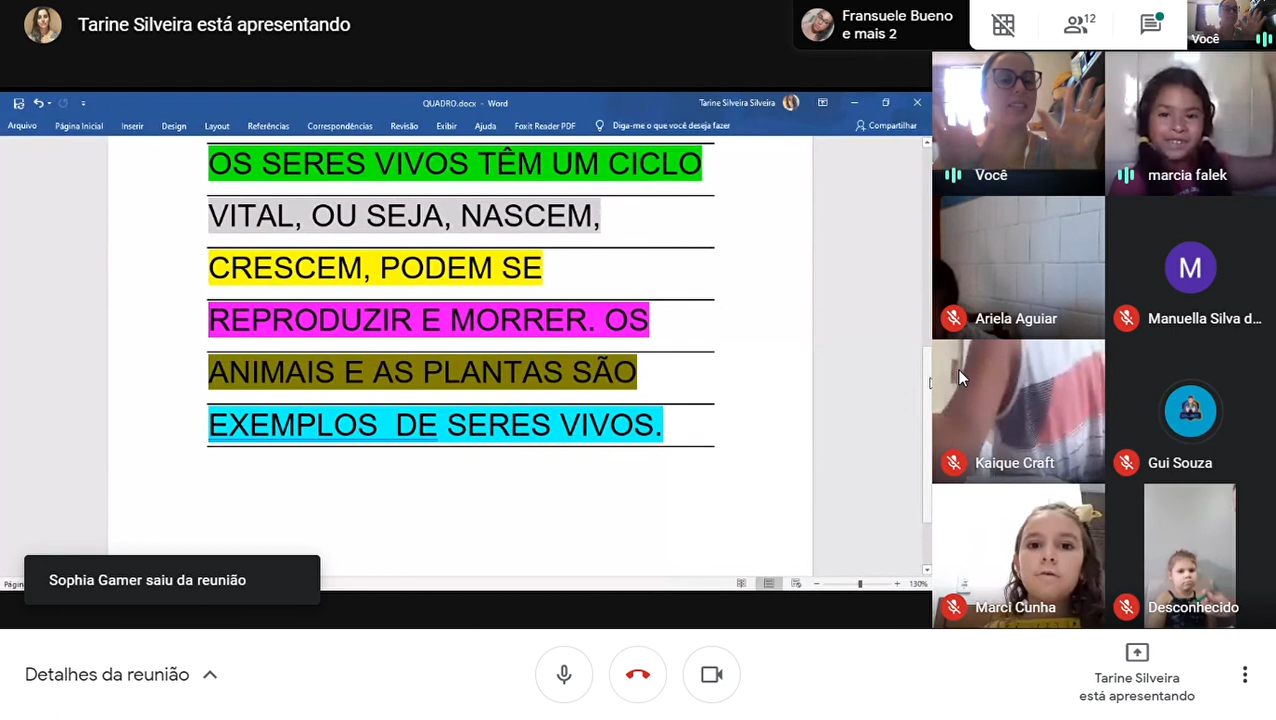 Tarine Silveira está apresentando
Fransuele Bueno
e mais 2
12
Você
QUADRO.docx - Word
Tarine Silveira Silveira
Arquivo
Página Inicial
Inserir
Design
Layout
Referências
Correspondências
Revisão
Exibir
Ajuda
Foxit Reader PDF
Diga-me o que você deseja fazer
Compartilhar
OS SERES VIVOS TÊM UM CICLO
VITAL, OU SEJA, NASCEM,
CRESCEM, PODEM SE
REPRODUZIR E MORRER. OS
ANIMAIS E AS PLANTAS SÃO
EXEMPLOS  DE SERES VIVOS.
Você
marcia falek
Ariela Aguiar
M
Manuella Silva d...
Kaique Craft
Gui Souza
Marci Cunha
Desconhecido
Sophia Gamer saiu da reunião
130%
Detalhes da reunião
Tarine Silveira
está apresentando